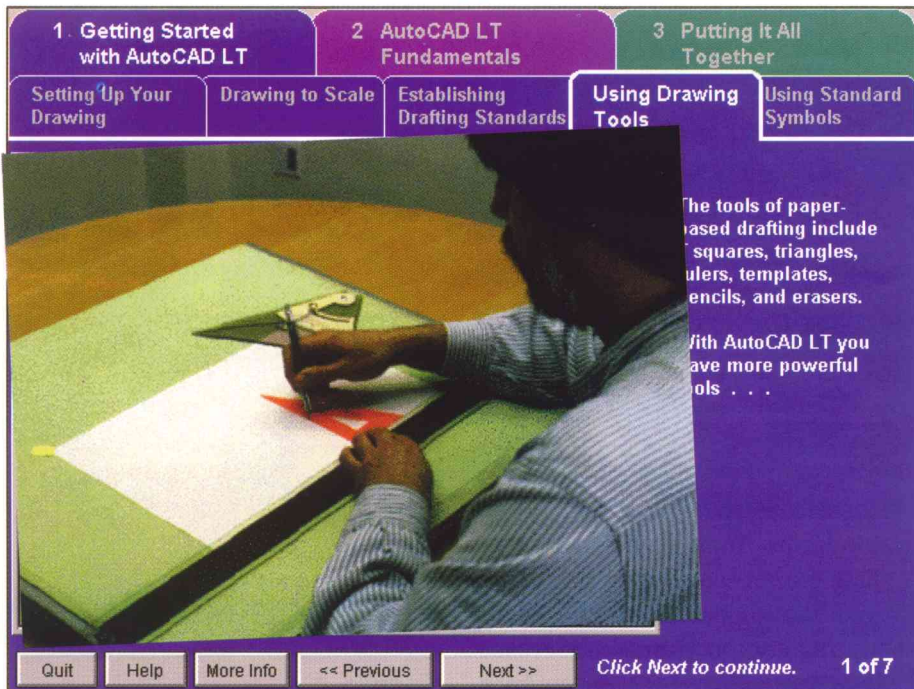 1 Getting Started
with AutoCAD LT
2 AutoCAD LT
Fundamentals
3 Putting It All
Together
Setting Up Your
Drawing
Drawing to Scale
Establishing
Drafting Standards
Using Drawing
Tools
Using Standard
Symbols
he tools of paper-
ased drafting include
squares, triangles,
ulers, templates,
encils, and erasers.
ith AutoCAD LT you
ave more powerful
ols . . .
Quit
Help
More Info
<< Previous
Next >>
Click Next to continue.
1 of 7